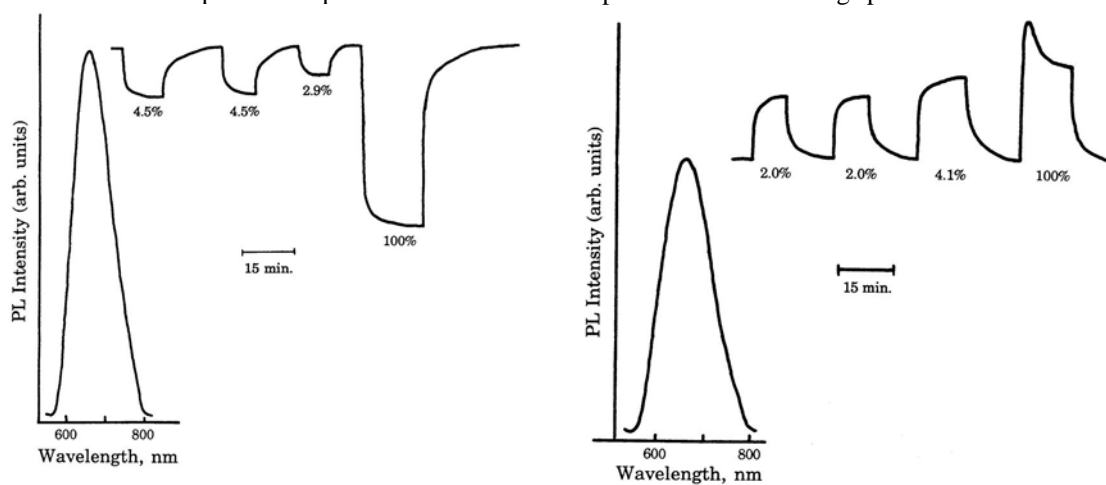 PL Intensity (arb. units)
4.5%
4.5%
2.9%
100%
15 min.
600
800
Wavelength, nm
PL Intensity (arb. units)
2.0%
2.0%
4.1%
100%
15 min.
600
800
Wavelength, nm